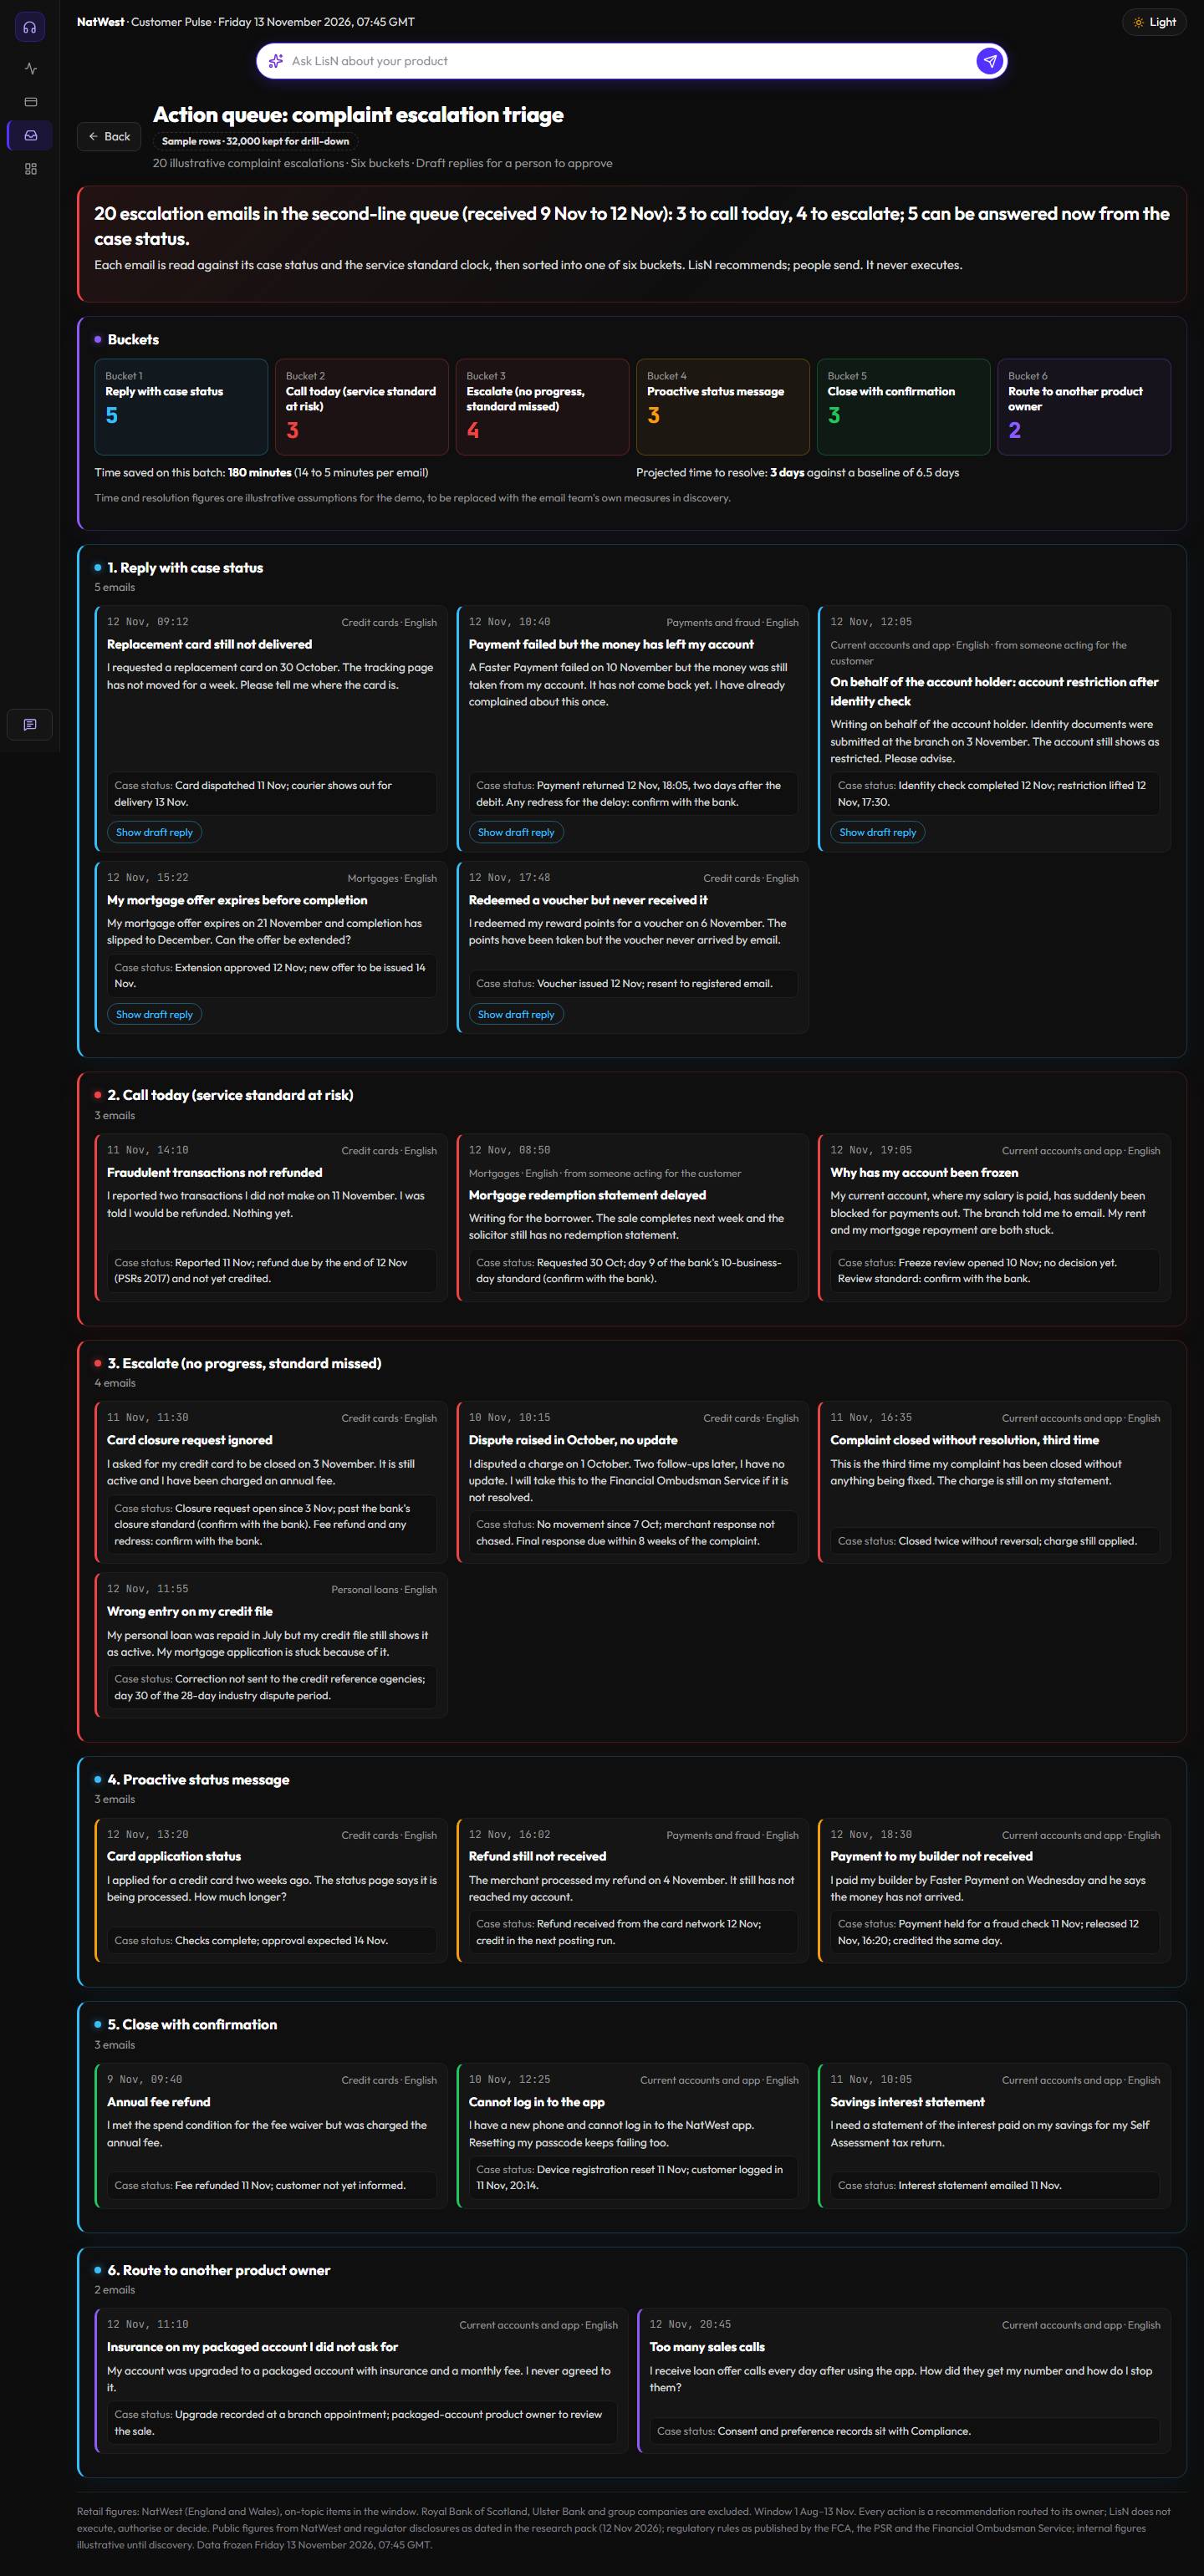 NatWest · Customer Pulse · Friday 13 November 2026, 07:45 GMT
Light
Ask LisN about your product
Back
Action queue: complaint escalation triage
Sample rows · 32,000 kept for drill-down
20 illustrative complaint escalations · Six buckets · Draft replies for a person to approve
20 escalation emails in the second-line queue (received 9 Nov to 12 Nov): 3 to call today, 4 to escalate; 5 can be answered now from the
case status.
Each email is read against its case status and the service standard clock, then sorted into one of six buckets. LisN recommends; people send. It never executes.
Buckets
Bucket 1
Reply with case status
5
Bucket 2
Call today (service standard
at risk)
3
Bucket 3
Escalate (no progress,
standard missed)
4
Bucket 4
Proactive status message
3
Bucket 5
Close with confirmation
3
Bucket 6
Route to another product
owner
2
Time saved on this batch: 180 minutes (14 to 5 minutes per email)
Projected time to resolve: 3 days against a baseline of 6.5 days
Time and resolution figures are illustrative assumptions for the demo, to be replaced with the email team's own measures in discovery.
1. Reply with case status
5 emails
12 Nov, 09:12
Credit cards · English
Replacement card still not delivered
I requested a replacement card on 30 October. The tracking page
has not moved for a week. Please tell me where the card is.
Case status: Card dispatched 11 Nov; courier shows out for
delivery 13 Nov.
Show draft reply
12 Nov, 10:40
Payments and fraud · English
Payment failed but the money has left my account
A Faster Payment failed on 10 November but the money was still
taken from my account. It has not come back yet. I have already
complained about this once.
Case status: Payment returned 12 Nov, 18:05, two days after the
debit. Any redress for the delay: confirm with the bank.
Show draft reply
12 Nov, 12:05
Current accounts and app · English · from someone acting for the
customer
On behalf of the account holder: account restriction after
identity check
Writing on behalf of the account holder. Identity documents were
submitted at the branch on 3 November. The account still shows as
restricted. Please advise.
Case status: Identity check completed 12 Nov; restriction lifted 12
Nov, 17:30.
Show draft reply
12 Nov, 15:22
Mortgages · English
My mortgage offer expires before completion
My mortgage offer expires on 21 November and completion has
slipped to December. Can the offer be extended?
Case status: Extension approved 12 Nov; new offer to be issued 14
Nov.
Show draft reply
12 Nov, 17:48
Credit cards · English
Redeemed a voucher but never received it
I redeemed my reward points for a voucher on 6 November. The
points have been taken but the voucher never arrived by email.
Case status: Voucher issued 12 Nov; resent to registered email.
Show draft reply
2. Call today (service standard at risk)
3 emails
11 Nov, 14:10
Credit cards · English
Fraudulent transactions not refunded
I reported two transactions I did not make on 11 November. I was
told I would be refunded. Nothing yet.
Case status: Reported 11 Nov; refund due by the end of 12 Nov
(PSRs 2017) and not yet credited.
12 Nov, 08:50
Mortgages · English · from someone acting for the customer
Mortgage redemption statement delayed
Writing for the borrower. The sale completes next week and the
solicitor still has no redemption statement.
Case status: Requested 30 Oct; day 9 of the bank's 10-business-
day standard (confirm with the bank).
12 Nov, 19:05
Current accounts and app · English
Why has my account been frozen
My current account, where my salary is paid, has suddenly been
blocked for payments out. The branch told me to email. My rent
and my mortgage repayment are both stuck.
Case status: Freeze review opened 10 Nov; no decision yet.
Review standard: confirm with the bank.
3. Escalate (no progress, standard missed)
4 emails
11 Nov, 11:30
Credit cards · English
Card closure request ignored
I asked for my credit card to be closed on 3 November. It is still
active and I have been charged an annual fee.
Case status: Closure request open since 3 Nov; past the bank's
closure standard (confirm with the bank). Fee refund and any
redress: confirm with the bank.
10 Nov, 10:15
Credit cards · English
Dispute raised in October, no update
I disputed a charge on 1 October. Two follow-ups later, I have no
update. I will take this to the Financial Ombudsman Service if it is
not resolved.
Case status: No movement since 7 Oct; merchant response not
chased. Final response due within 8 weeks of the complaint.
11 Nov, 16:35
Current accounts and app · English
Complaint closed without resolution, third time
This is the third time my complaint has been closed without
anything being fixed. The charge is still on my statement.
Case status: Closed twice without reversal; charge still applied.
12 Nov, 11:55
Personal loans · English
Wrong entry on my credit file
My personal loan was repaid in July but my credit file still shows it
as active. My mortgage application is stuck because of it.
Case status: Correction not sent to the credit reference agencies;
day 30 of the 28-day industry dispute period.
4. Proactive status message
3 emails
12 Nov, 13:20
Credit cards · English
Card application status
I applied for a credit card two weeks ago. The status page says it is
being processed. How much longer?
Case status: Checks complete; approval expected 14 Nov.
12 Nov, 16:02
Payments and fraud · English
Refund still not received
The merchant processed my refund on 4 November. It still has not
reached my account.
Case status: Refund received from the card network 12 Nov;
credit in the next posting run.
12 Nov, 18:30
Current accounts and app · English
Payment to my builder not received
I paid my builder by Faster Payment on Wednesday and he says
the money has not arrived.
Case status: Payment held for a fraud check 11 Nov; released 12
Nov, 16:20; credited the same day.
5. Close with confirmation
3 emails
9 Nov, 09:40
Credit cards · English
Annual fee refund
I met the spend condition for the fee waiver but was charged the
annual fee.
Case status: Fee refunded 11 Nov; customer not yet informed.
10 Nov, 12:25
Current accounts and app · English
Cannot log in to the app
I have a new phone and cannot log in to the NatWest app.
Resetting my passcode keeps failing too.
Case status: Device registration reset 11 Nov; customer logged in
11 Nov, 20:14.
11 Nov, 10:05
Current accounts and app · English
Savings interest statement
I need a statement of the interest paid on my savings for my Self
Assessment tax return.
Case status: Interest statement emailed 11 Nov.
6. Route to another product owner
2 emails
12 Nov, 11:10
Current accounts and app · English
Insurance on my packaged account I did not ask for
My account was upgraded to a packaged account with insurance and a monthly fee. I never agreed to
it.
Case status: Upgrade recorded at a branch appointment; packaged-account product owner to review
the sale.
12 Nov, 20:45
Current accounts and app · English
Too many sales calls
I receive loan offer calls every day after using the app. How did they get my number and how do I stop
them?
Case status: Consent and preference records sit with Compliance.
Retail figures: NatWest (England and Wales), on-topic items in the window. Royal Bank of Scotland, Ulster Bank and group companies are excluded. Window 1 Aug–13 Nov. Every action is a recommendation routed to its owner; LisN does not
execute, authorise or decide. Public figures from NatWest and regulator disclosures as dated in the research pack (12 Nov 2026); regulatory rules as published by the FCA, the PSR and the Financial Ombudsman Service; internal figures
illustrative until discovery. Data frozen Friday 13 November 2026, 07:45 GMT.